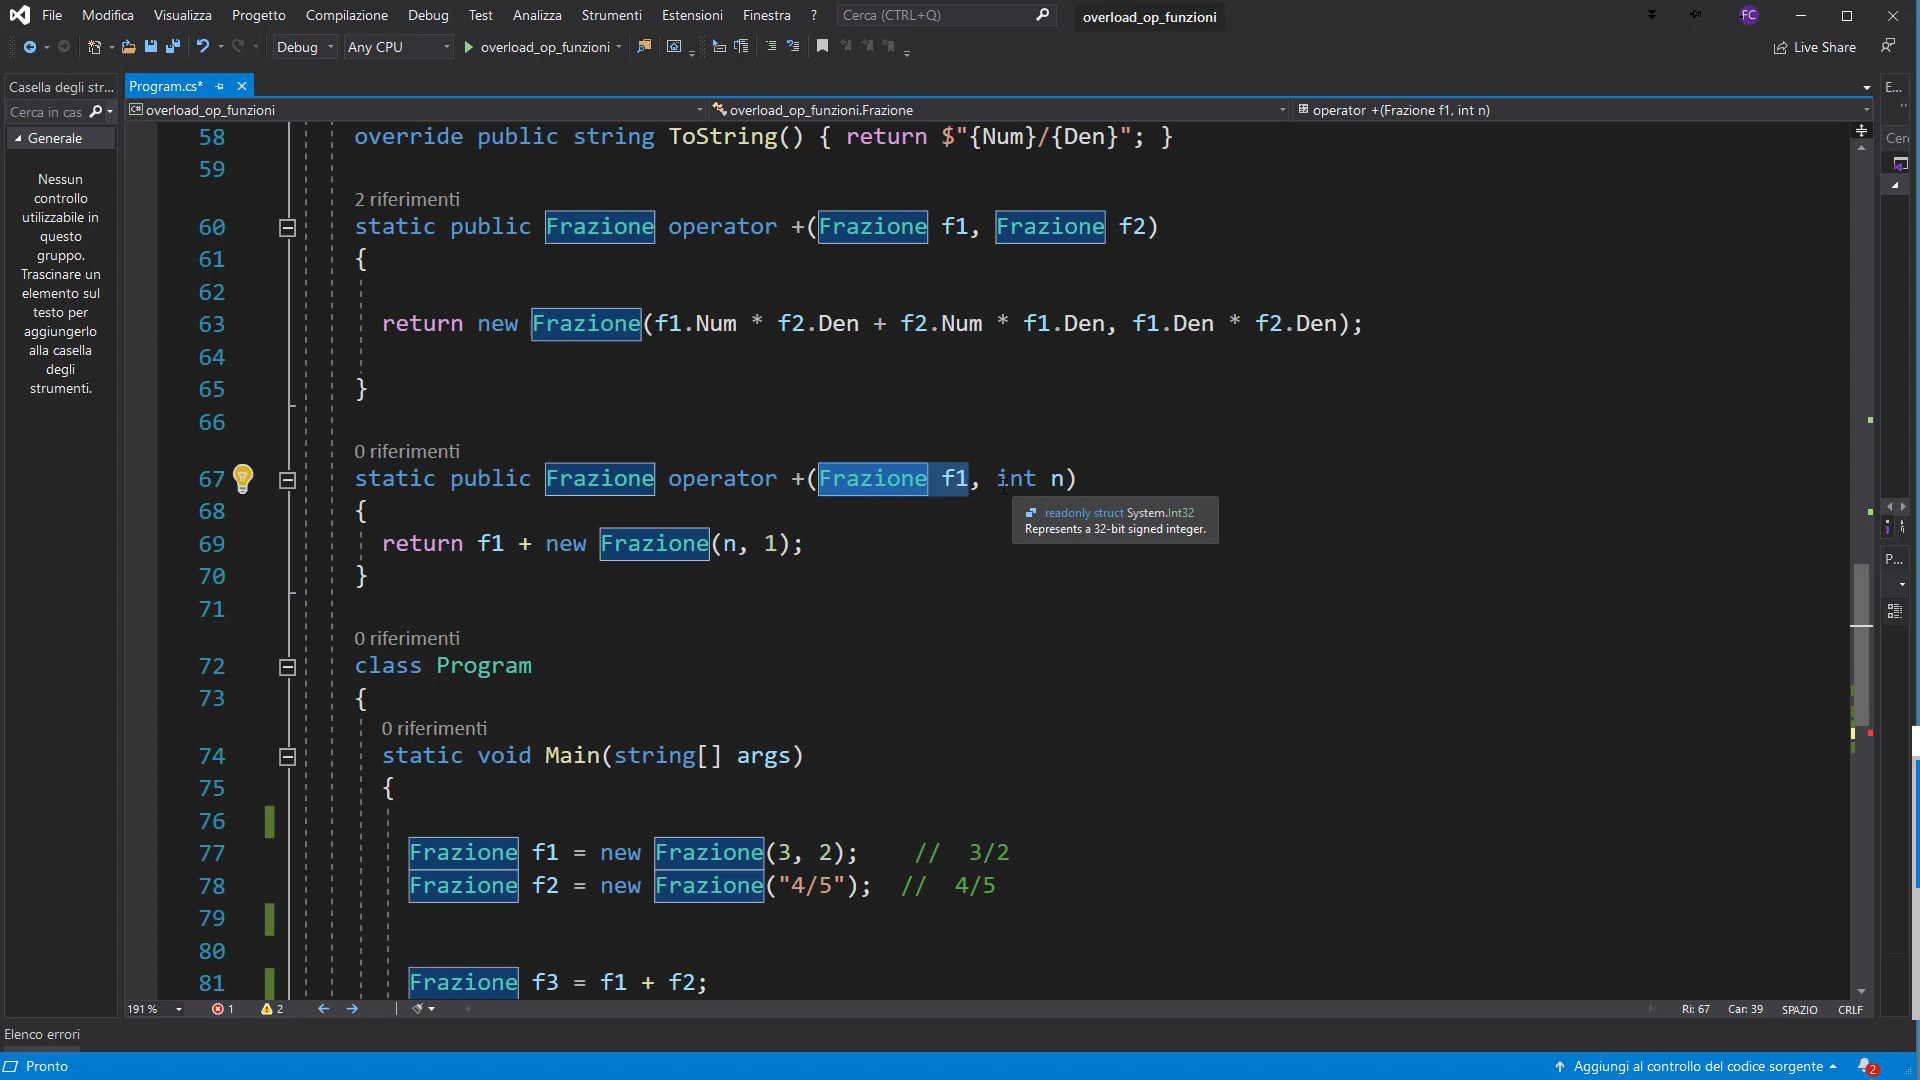 File Modifica Visualizza Progetto Compilazione Debug Test Analizza Strumenti Estensioni Finestra ? Cerca (CTRL+Q) overload_op_funzioni FC
Debug Any CPU overload_op_funzioni Live Share
Casella degli str... Program.cs* E...
Cerca in cas overload_op_funzioni overload_op_funzioni.Frazione operator +(Frazione f1, int n)
Generale
Cerc
Nessun
controllo
utilizzabile in
questo
gruppo.
Trascinare un
elemento sul
testo per
aggiungerlo
alla casella
degli
strumenti.
58 override public string ToString() { return $"{Num}/{Den}"; }
59
2 riferimenti
60 static public Frazione operator +(Frazione f1, Frazione f2)
61 {
62
63 return new Frazione(f1.Num * f2.Den + f2.Num * f1.Den, f1.Den * f2.Den);
64
65 }
66
0 riferimenti
67 static public Frazione operator +(Frazione f1, int n)
readonly struct System.Int32
Represents a 32-bit signed integer.
68 {
69 return f1 + new Frazione(n, 1);
70 }
71
0 riferimenti
72 class Program
73 {
0 riferimenti
74 static void Main(string[] args)
75 {
76
77 Frazione f1 = new Frazione(3, 2); // 3/2
78 Frazione f2 = new Frazione("4/5"); // 4/5
79
80
81 Frazione f3 = f1 + f2;
P...
191 % 1 2 Ri: 67 Car: 39 SPAZIO CRLF
Elenco errori
Pronto Aggiungi al controllo del codice sorgente 2